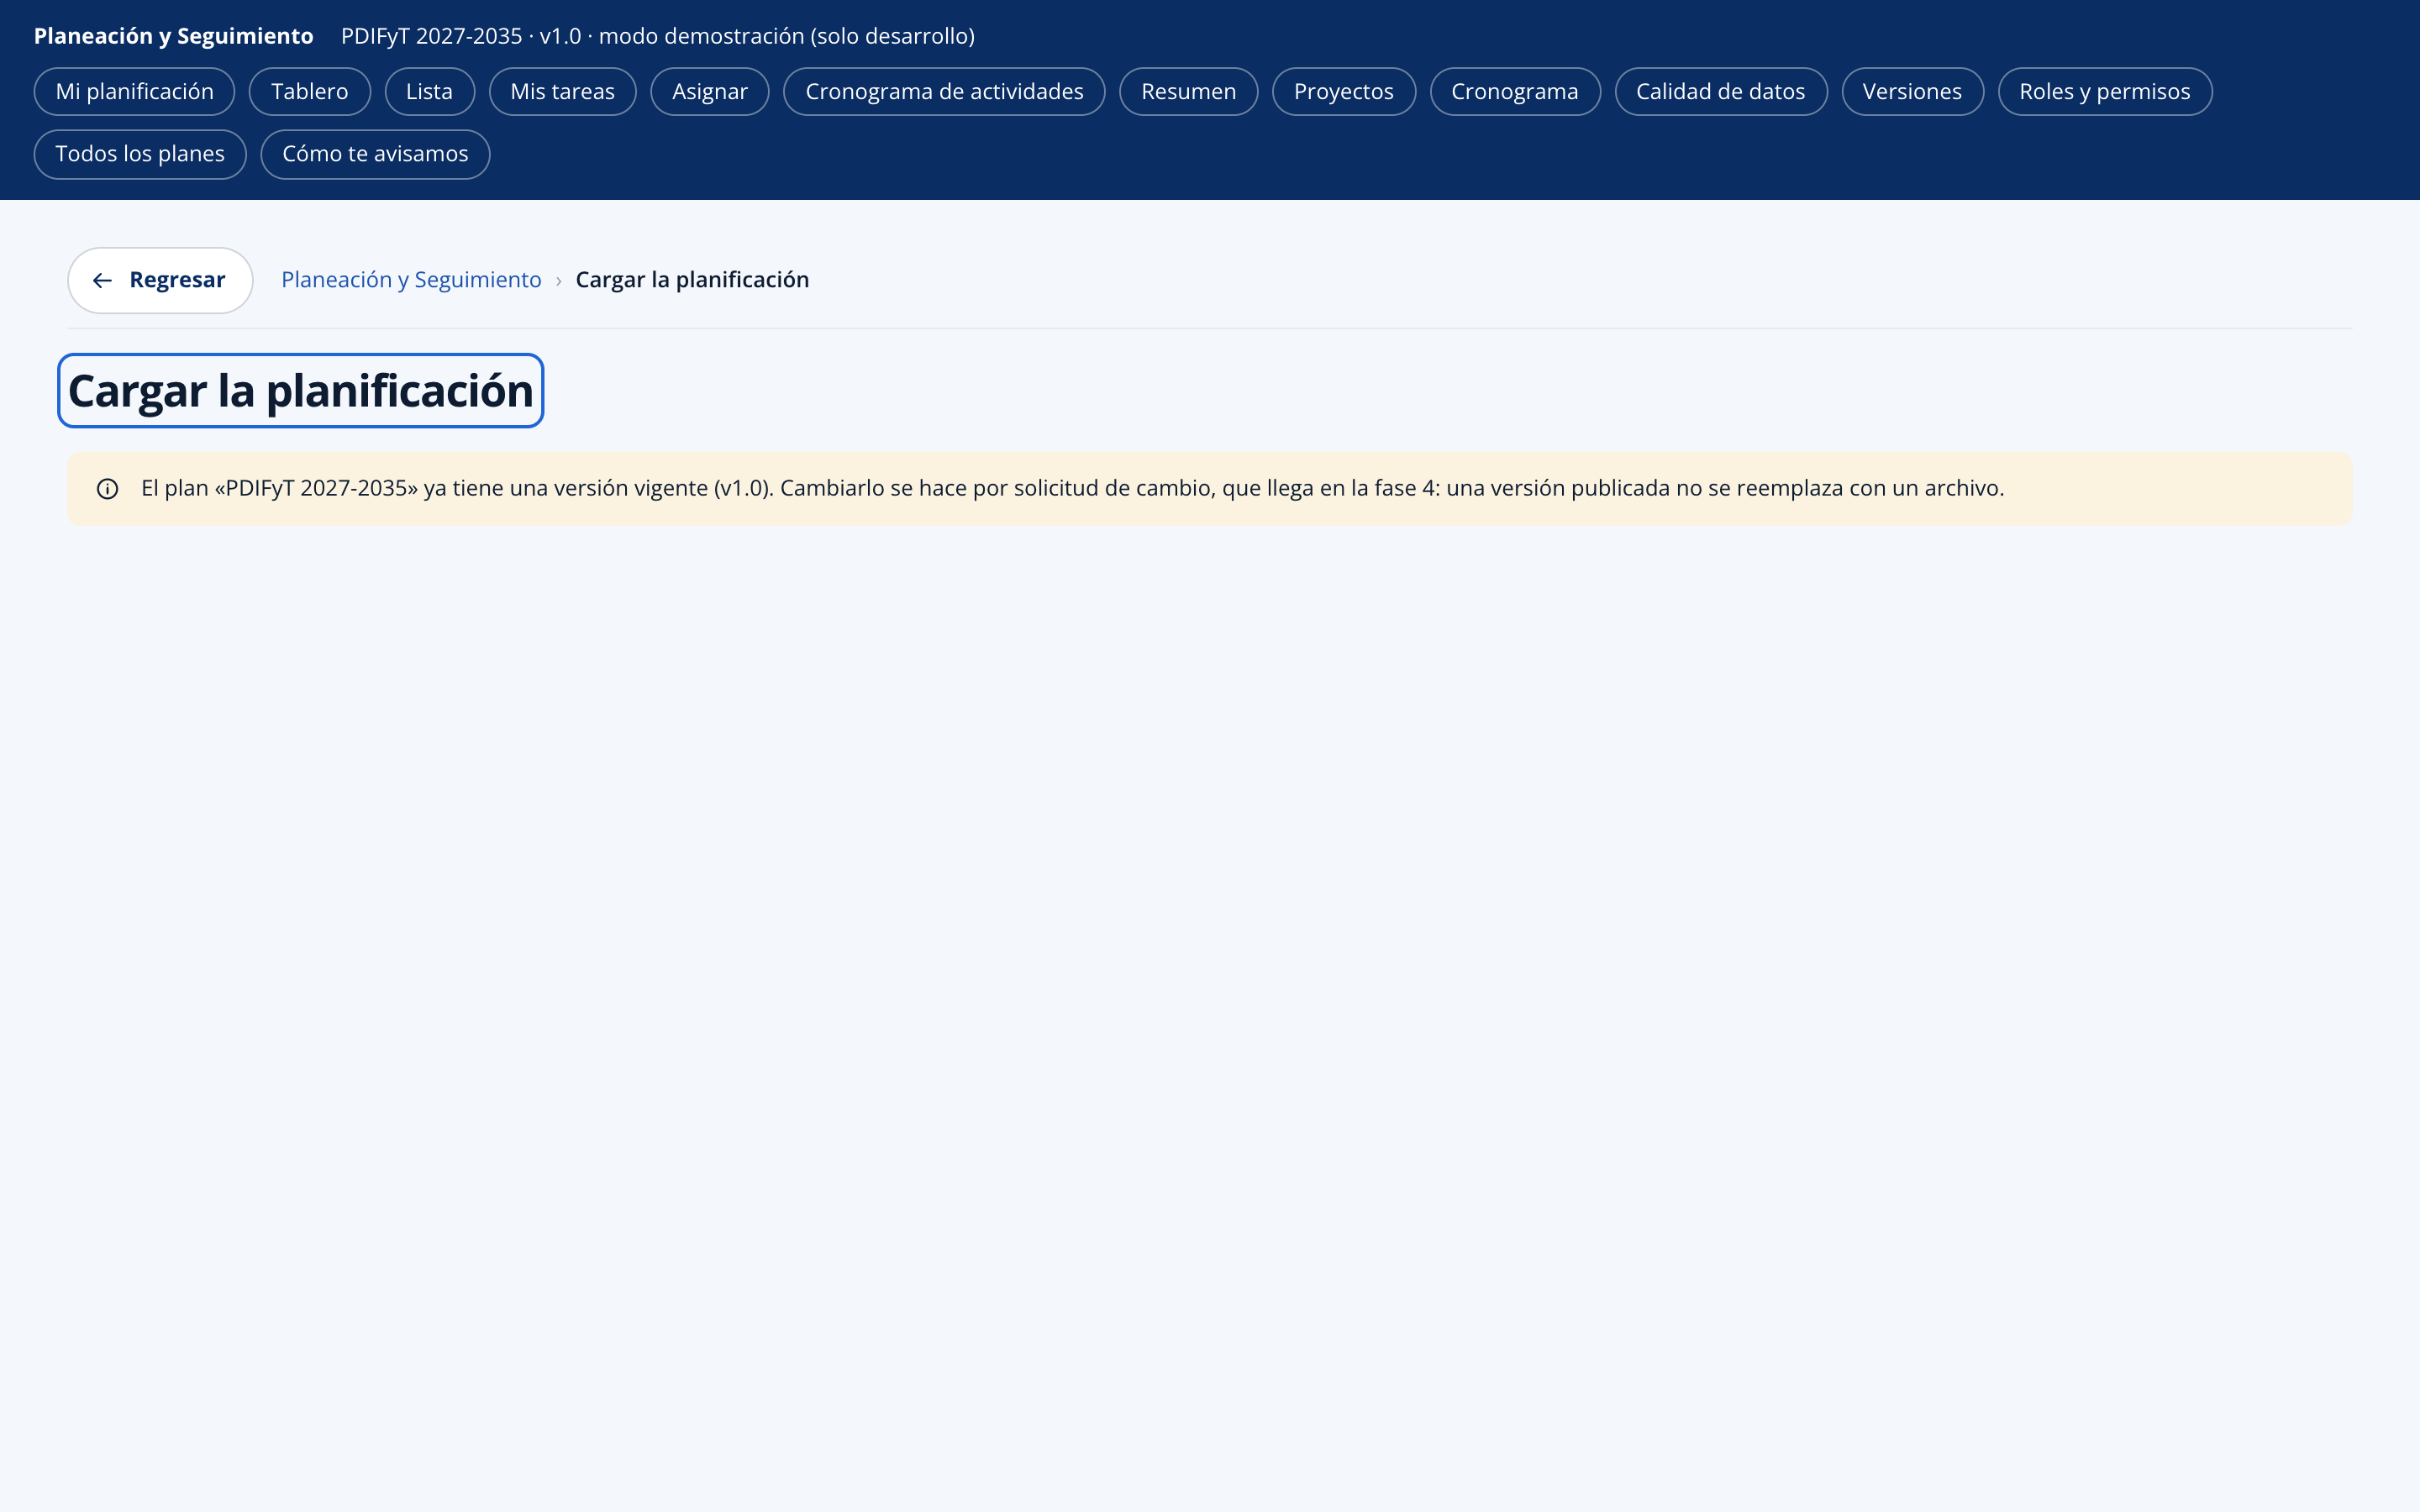 Planeación y Seguimiento PDIFyT 2027-2035 · v1.0 · modo demostración (solo desarrollo)
Mi planificación Tablero Lista Mis tareas Asignar Cronograma de actividades Resumen Proyectos Cronograma Calidad de datos Versiones Roles y permisos
Todos los planes Cómo te avisamos
← Regresar Planeación y Seguimiento › Cargar la planificación
Cargar la planificación
El plan «PDIFyT 2027-2035» ya tiene una versión vigente (v1.0). Cambiarlo se hace por solicitud de cambio, que llega en la fase 4: una versión publicada no se reemplaza con un archivo.